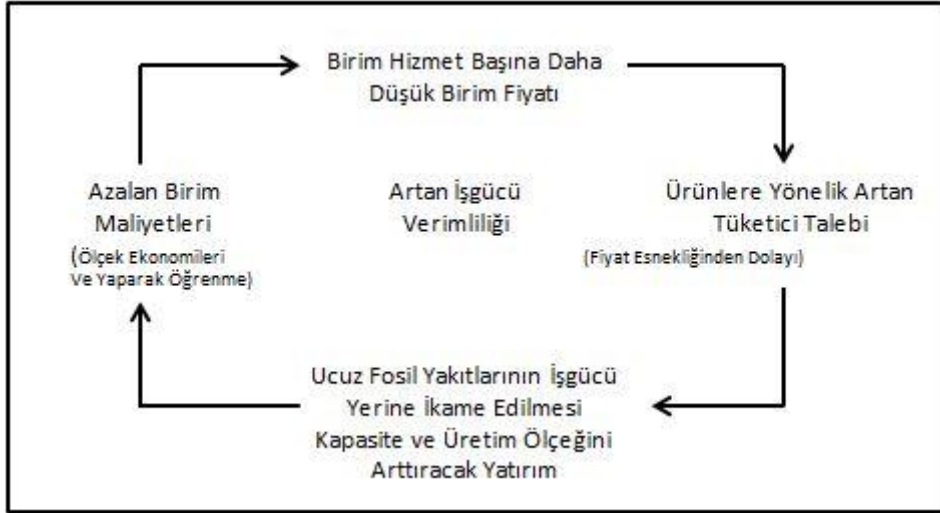 Birim Hizmet Başına Daha
Düşük Birim Fiyatı
Azalan Birim
Maliyetleri
(Ölçek Ekonomileri
Ve Yaparak Öğrenme)
Artan İşgücü
Verimliliği
Ürünlere Yönelik Artan
Tüketici Talebi
(Fiyat Esnekliğinden Dolayı)
Ucuz Fosil Yakıtlarının İşgücü
Yerine İkame Edilmesi
Kapasite ve Üretim Ölçeğini
Arttıracak Yatırım